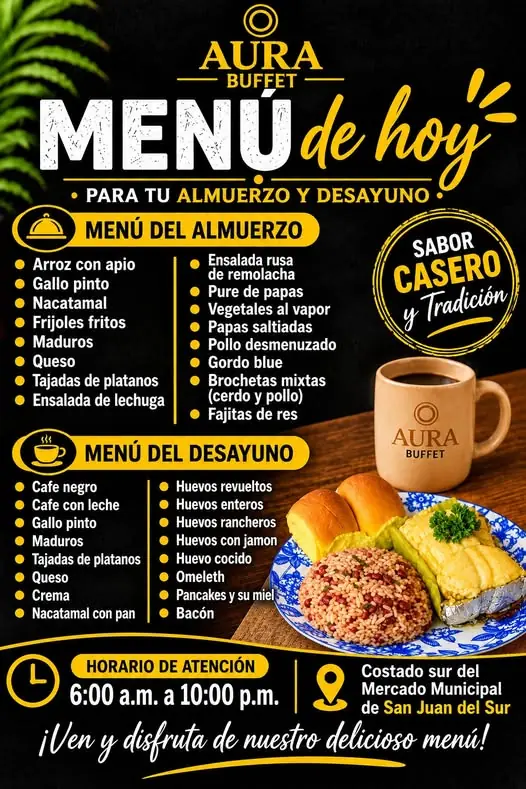 AURA
BUFFET
MENÚ de hoy
• PARA TU ALMUERZO Y DESAYUNO •
MENÚ DEL ALMUERZO
Arroz con apio
Gallo pinto
Nacatamal
Frijoles fritos
Maduros
Queso
Tajadas de platanos
Ensalada de lechuga
Ensalada rusa
de remolacha
Pure de papas
Vegetales al vapor
Papas saltiadas
Pollo desmenuzado
Gordo blue
Brochetas mixtas
(cerdo y pollo)
Fajitas de res
SABOR
CASERO
y Tradición
AURA
BUFFET
MENÚ DEL DESAYUNO
Cafe negro
Cafe con leche
Gallo pinto
Maduros
Tajadas de platanos
Queso
Crema
Nacatamal con pan
Huevos revueltos
Huevos enteros
Huevos rancheros
Huevos con jamon
Huevo cocido
Omeleth
Pancakes y su miel
Bacón
HORARIO DE ATENCIÓN
6:00 a.m. a 10:00 p.m.
Costado sur del
Mercado Municipal
de San Juan del Sur
¡Ven y disfruta de nuestro delicioso menú!